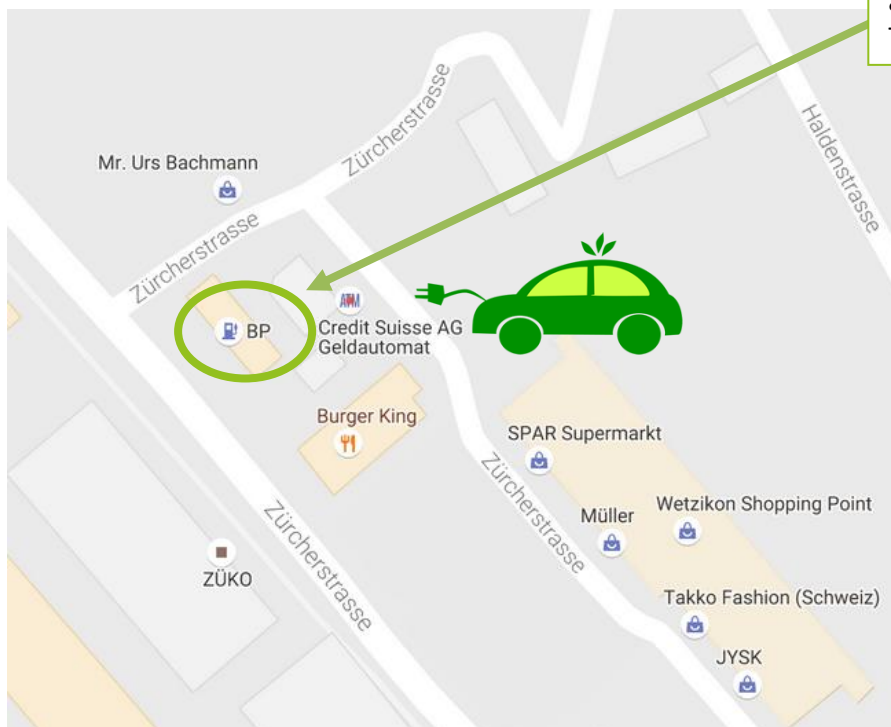 Haldenstrasse
Zürcherstrasse
Mr. Urs Bachmann
Zürcherstrasse
ATM
BP
Credit Suisse AG
Geldautomat
Burger King
SPAR Supermarkt
Zürcherstrasse
Wetzikon Shopping Point
Müller
Zürcherstrasse
ZÜKO
Takko Fashion (Schweiz)
JYSK